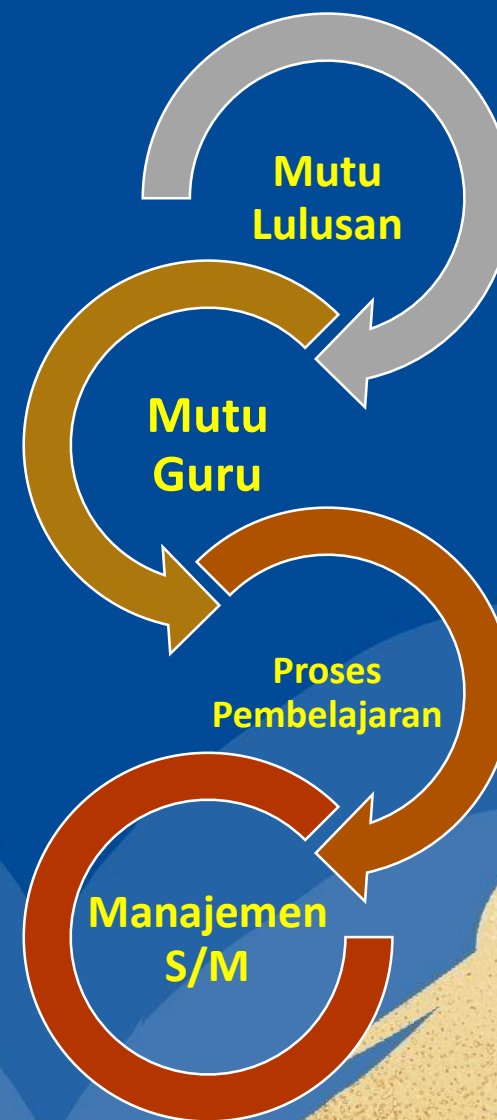 Mutu
Lulusan
Mutu
Guru
Proses
Pembelajaran
Manajemen
S/M